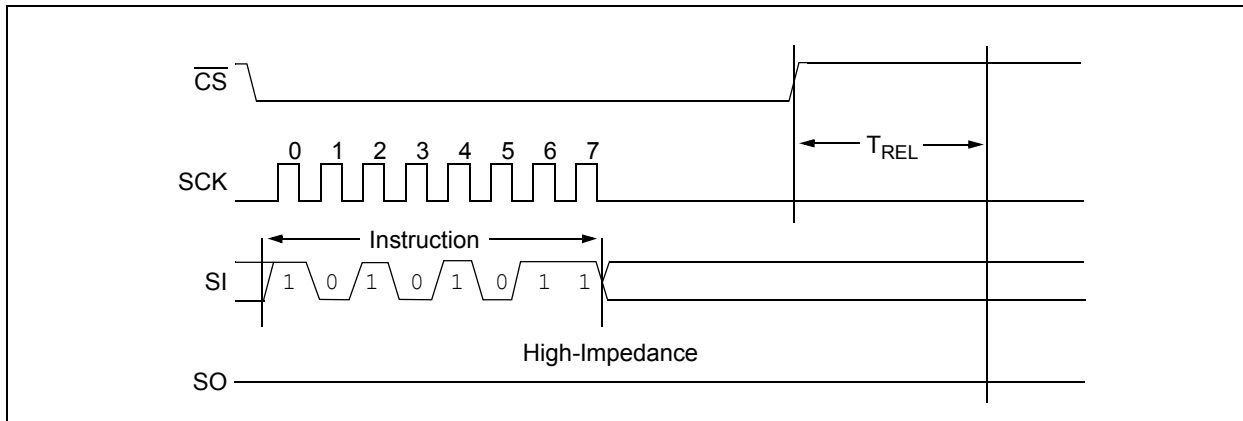 CS
TREL
0 1 2 3 4 5 6 7
SCK
Instruction
SI
1 0 1 0 1 0 1 1
High-Impedance
SO